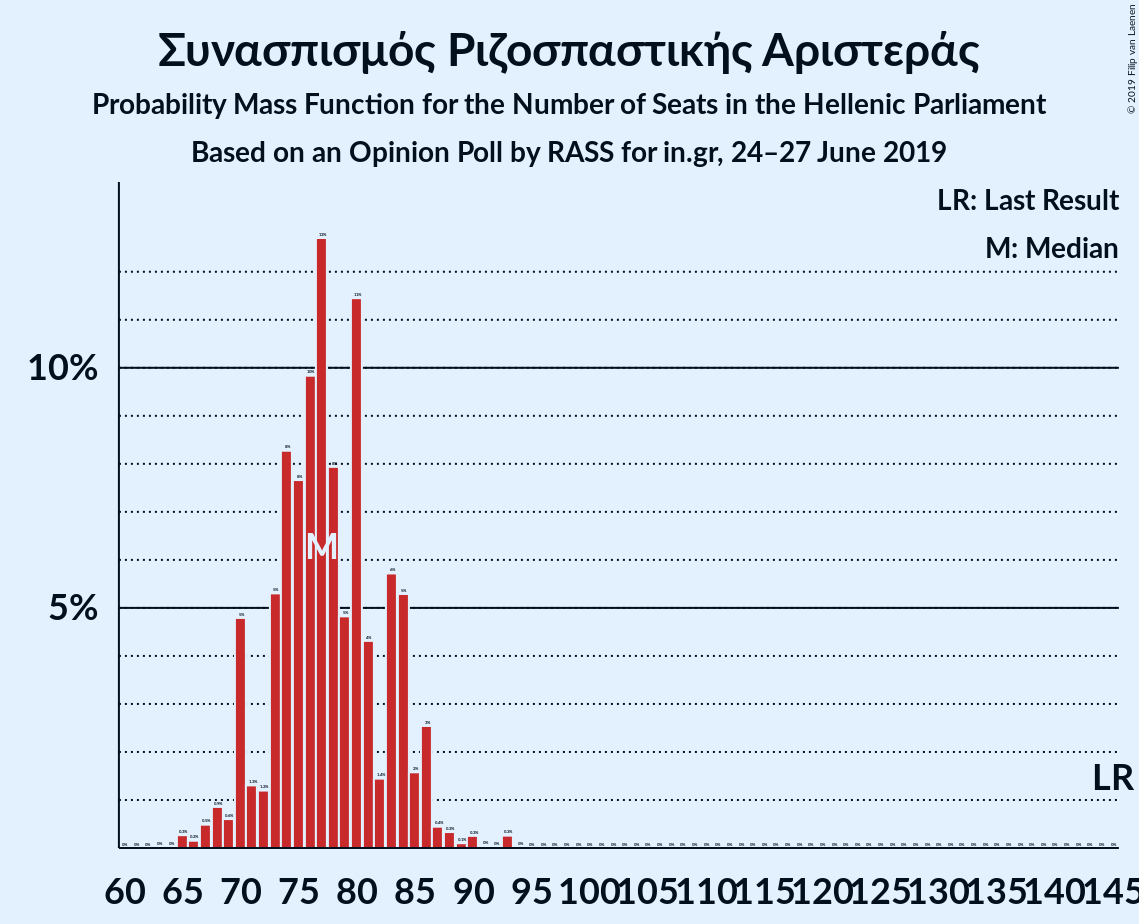 Συνασπισμός Ριζοσπαστικής Αριστεράς
Probability Mass Function for the Number of Seats in the Hellenic Parliament
Based on an Opinion Poll by RASS for in.gr, 24–27 June 2019
© 2019 Filip van Laenen
LR: Last Result
M: Median
10%
5%
M
LR
60 65 70 75 80 85 90 95 100 105 110 115 120 125 130 135 140 145